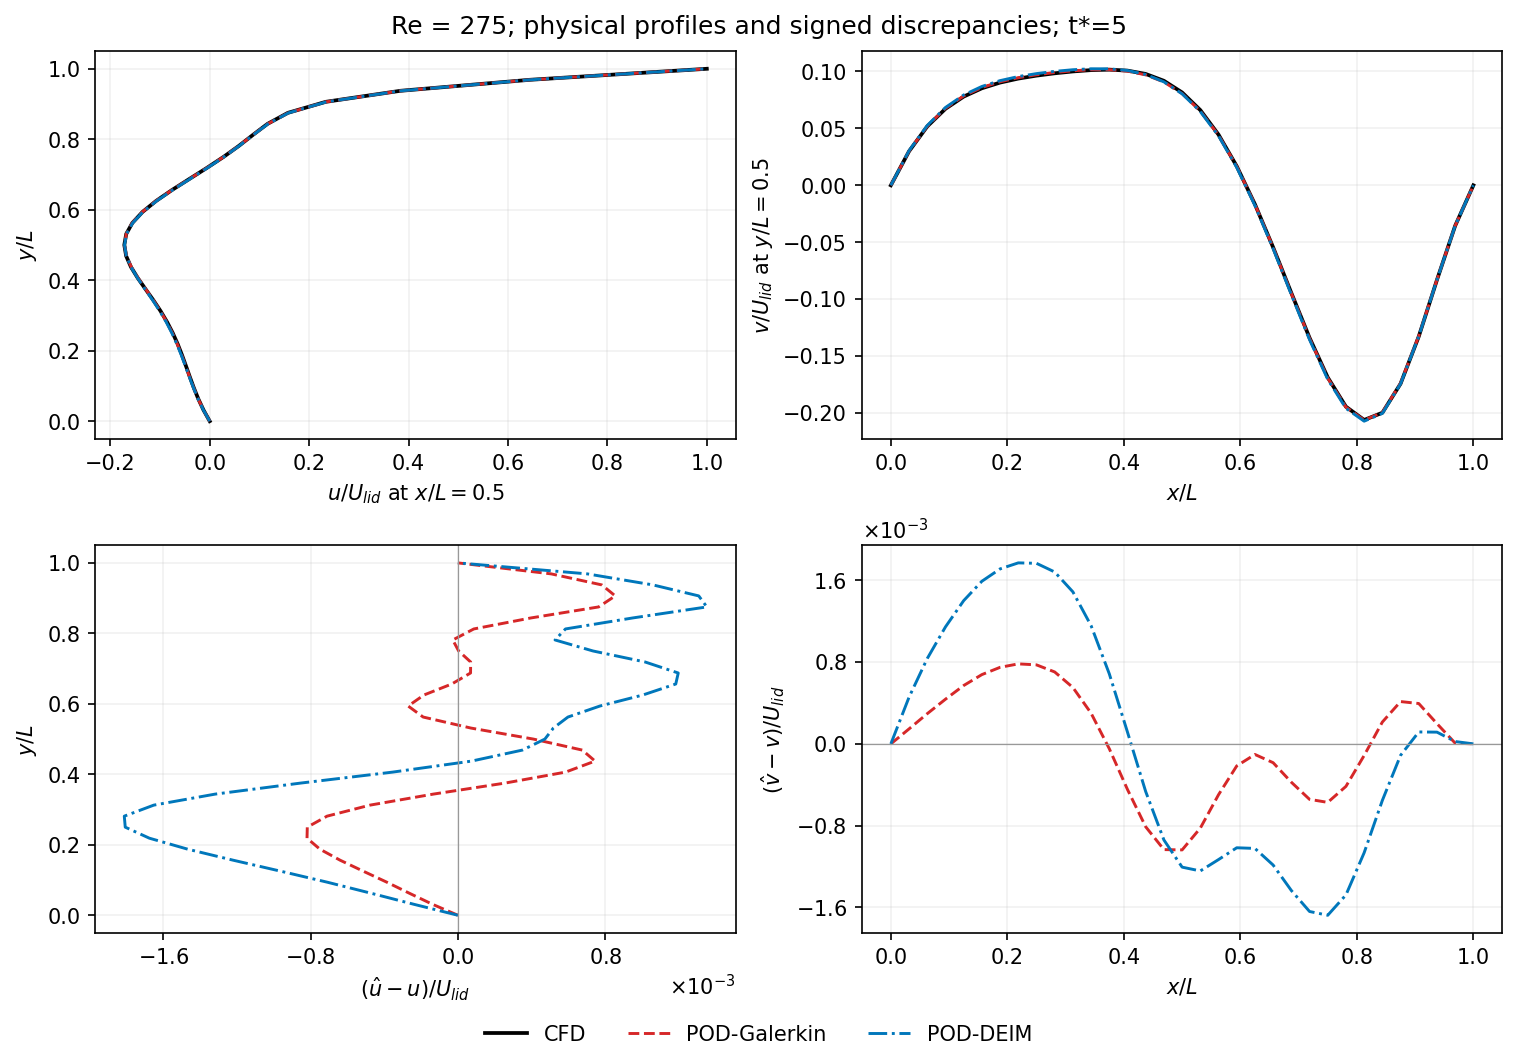 Re = 275; physical profiles and signed discrepancies; t*=5
1.0
0.8
0.6
0.4
0.2
0.0
y/L
−0.2 0.0 0.2 0.4 0.6 0.8 1.0
u/U_lid at x/L = 0.5
0.10
0.05
0.00
−0.05
−0.10
−0.15
−0.20
v/U_lid at y/L = 0.5
0.0 0.2 0.4 0.6 0.8 1.0
x/L
1.0
0.8
0.6
0.4
0.2
0.0
y/L
−1.6 −0.8 0.0 0.8
(û − u)/U_lid
×10⁻³
×10⁻³
1.6
0.8
0.0
−0.8
−1.6
(v̂ − v)/U_lid
0.0 0.2 0.4 0.6 0.8 1.0
x/L
CFD POD-Galerkin POD-DEIM